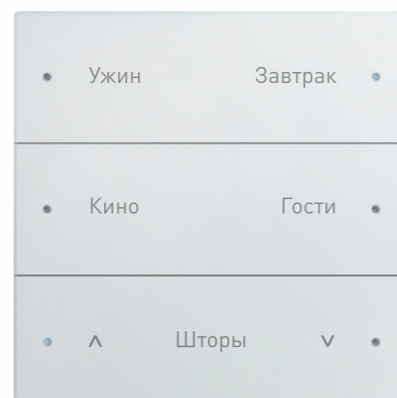 Ужин Завтрак
Кино Гости
∧ Шторы ∨